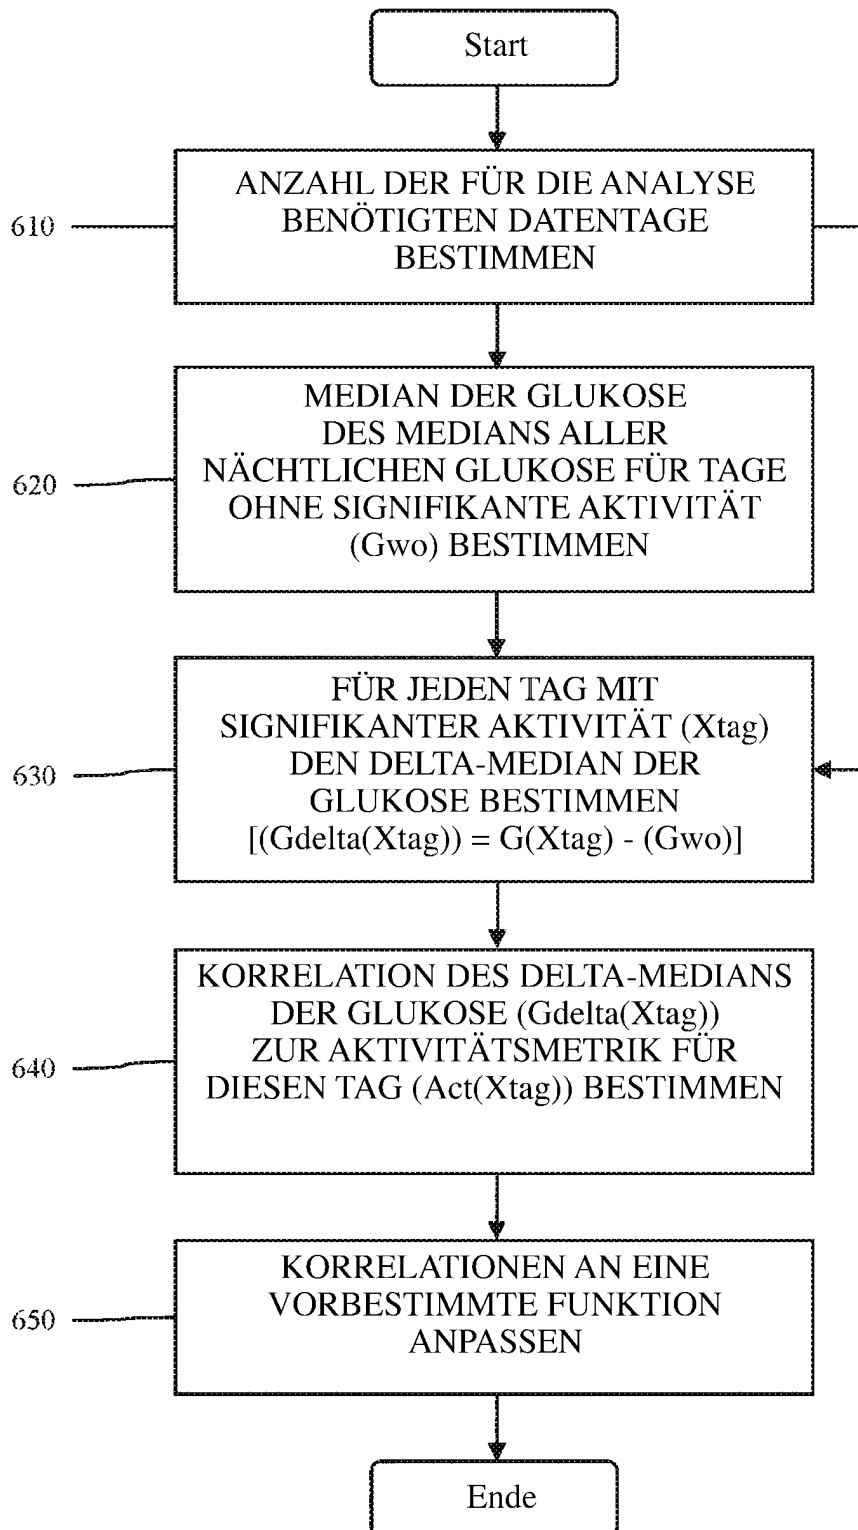 Start
610
ANZAHL DER FÜR DIE ANALYSE
BENÖTIGTEN DATENTAGE
BESTIMMEN
620
MEDIAN DER GLUKOSE
DES MEDIANS ALLER
NÄCHTLICHEN GLUKOSE FÜR TAGE
OHNE SIGNIFIKANTE AKTIVITÄT
(Gwo) BESTIMMEN
630
FÜR JEDEN TAG MIT
SIGNIFIKANTER AKTIVITÄT (Xtag)
DEN DELTA-MEDIAN DER
GLUKOSE BESTIMMEN
[(Gdelta(Xtag)) = G(Xtag) - (Gwo)]
640
KORRELATION DES DELTA-MEDIANS
DER GLUKOSE (Gdelta(Xtag))
ZUR AKTIVITÄTSMETRIK FÜR
DIESEN TAG (Act(Xtag)) BESTIMMEN
650
KORRELATIONEN AN EINE
VORBESTIMMTE FUNKTION
ANPASSEN
Ende